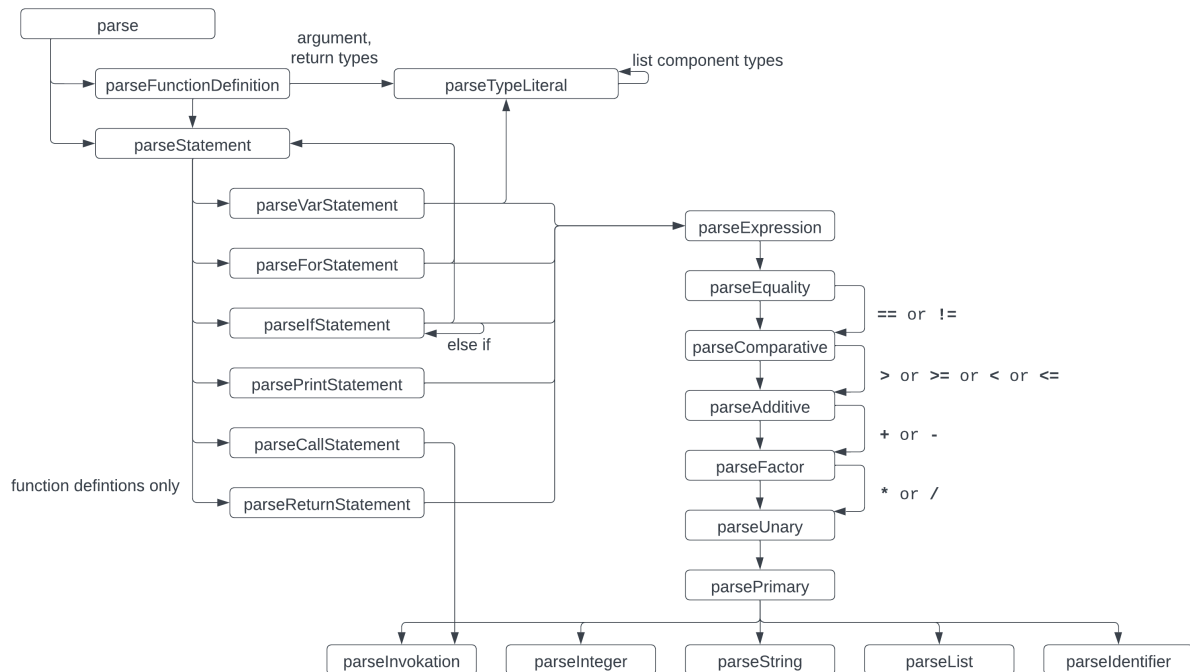 parse
argument,
return types
list component types
parseFunctionDefinition
parseTypeLiteral
parseStatement
parseVarStatement
parseExpression
parseForStatement
parseEquality
== or !=
parseIfStatement
else if
parseComparative
> or >= or < or <=
parsePrintStatement
parseAdditive
+ or -
parseCallStatement
parseFactor
function defintions only
* or /
parseReturnStatement
parseUnary
parsePrimary
parseInvokation
parseInteger
parseString
parseList
parseIdentifier